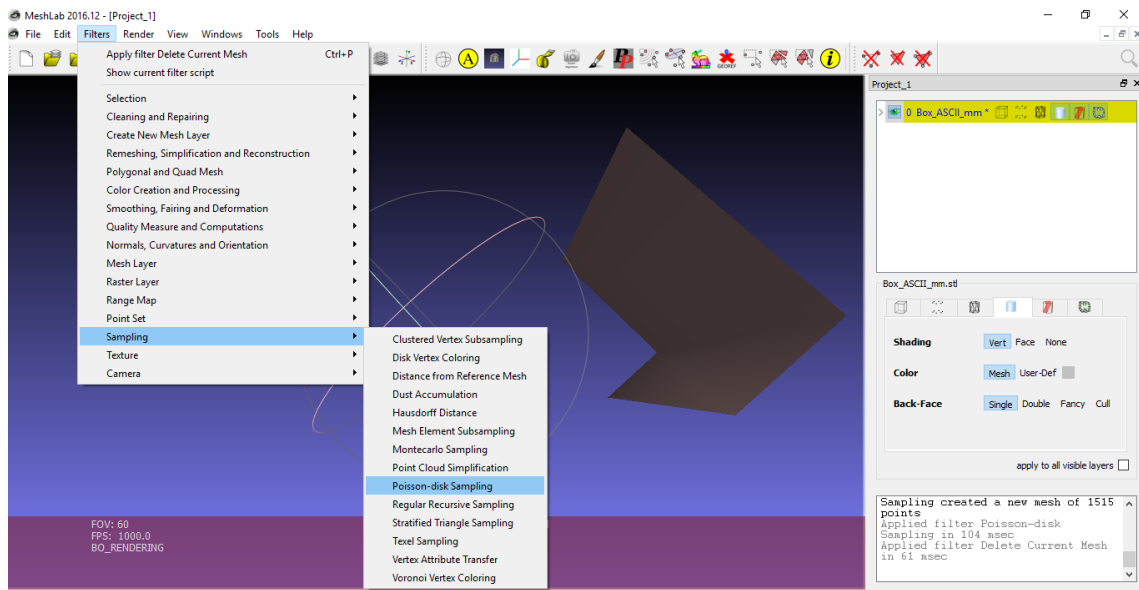 MeshLab 2016.12 - [Project_1]
File Edit Filters Render View Windows Tools Help
Apply filter Delete Current Mesh Ctrl+P
Show current filter script
Selection
Cleaning and Repairing
Create New Mesh Layer
Remeshing, Simplification and Reconstruction
Polygonal and Quad Mesh
Color Creation and Processing
Smoothing, Fairing and Deformation
Quality Measure and Computations
Normals, Curvatures and Orientation
Mesh Layer
Raster Layer
Range Map
Point Set
Sampling
Texture
Camera
Clustered Vertex Subsampling
Disk Vertex Coloring
Distance from Reference Mesh
Dust Accumulation
Hausdorff Distance
Mesh Element Subsampling
Montecarlo Sampling
Point Cloud Simplification
Poisson-disk Sampling
Regular Recursive Sampling
Stratified Triangle Sampling
Texel Sampling
Vertex Attribute Transfer
Voronoi Vertex Coloring
FOV: 60
FPS: 1000.0
BO_RENDERING
A
PP
GEOREF
i
Project_1
0 Box_ASCII_mm *
Box_ASCII_mm.stl
Shading Vert Face None
Color Mesh User-Def
Back-Face Single Double Fancy Cull
apply to all visible layers
Sampling created a new mesh of 1515
points
Applied filter Poisson-disk
Sampling in 104 msec
Applied filter Delete Current Mesh
in 61 msec